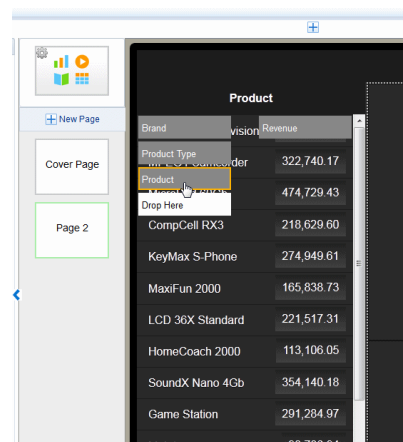 New Page
Cover Page
Page 2
Product
Brand
vision
Revenue
Product Type
322,740.17
Product
474,729.43
Drop Here
CompCell RX3 218,629.60
KeyMax S-Phone 274,949.61
MaxiFun 2000 165,838.73
LCD 36X Standard 221,517.31
HomeCoach 2000 113,106.05
SoundX Nano 4Gb 354,140.18
Game Station 291,284.97